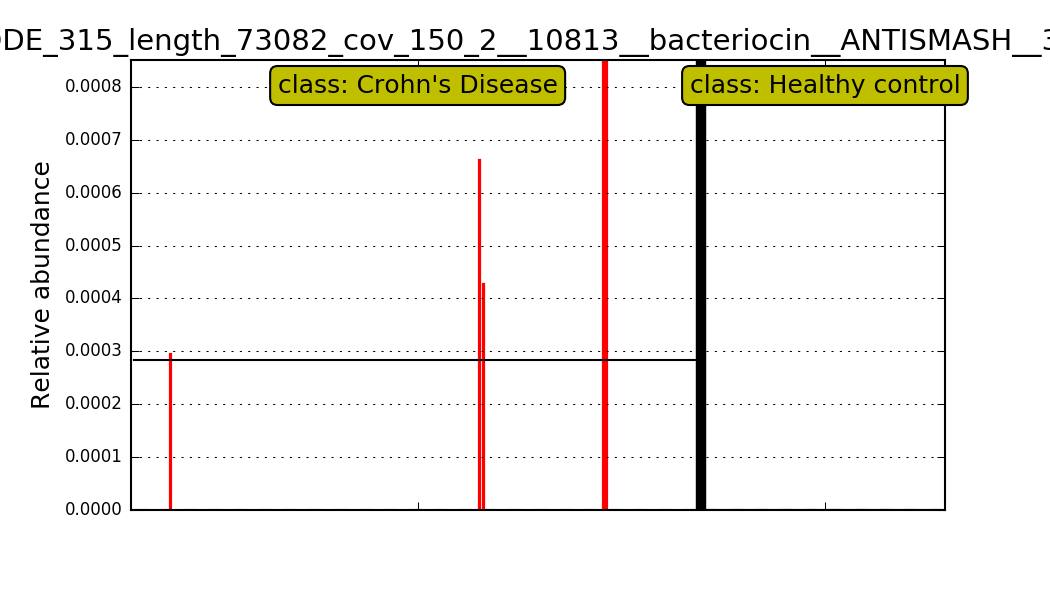 DE_315_length_73082_cov_150_2__10813__bacteriocin__ANTISMASH__3
class: Crohn's Disease
class: Healthy control
Relative abundance
0.0008
0.0007
0.0006
0.0005
0.0004
0.0003
0.0002
0.0001
0.0000